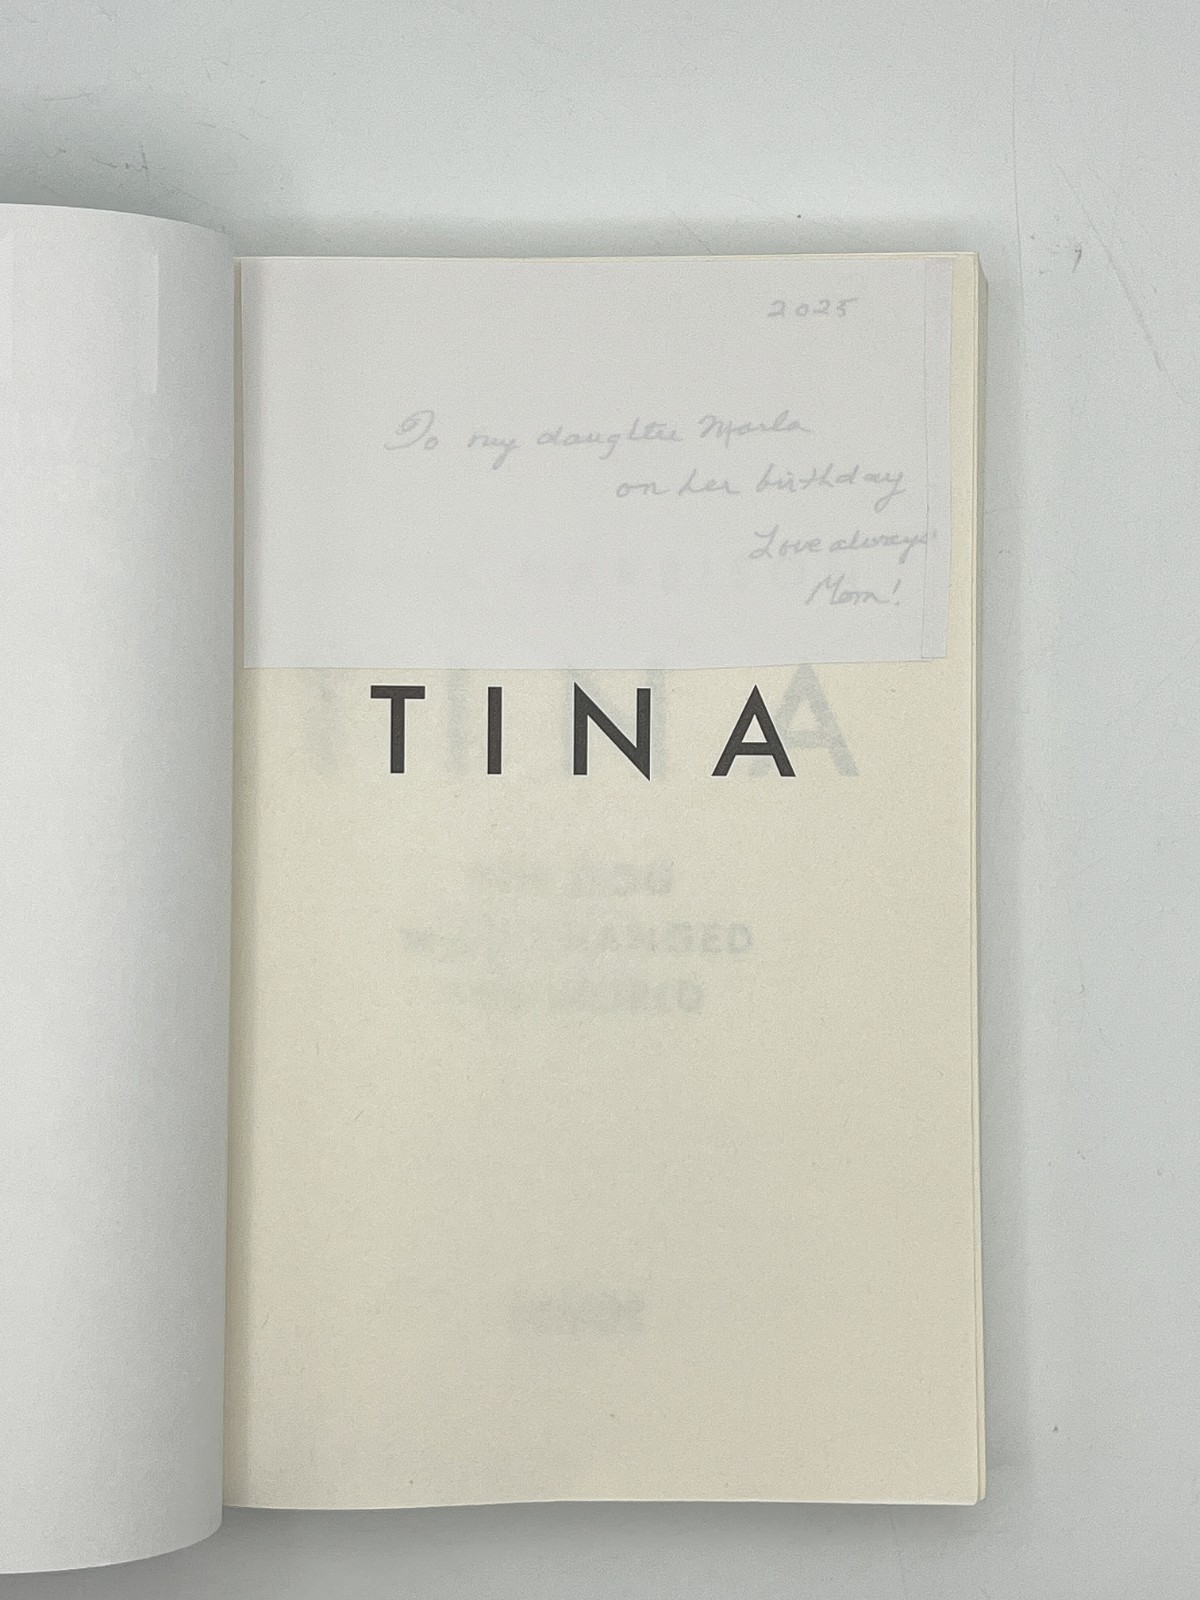 2025
To my daughter Marla
on her birthday
Love always
Mom!
TINA